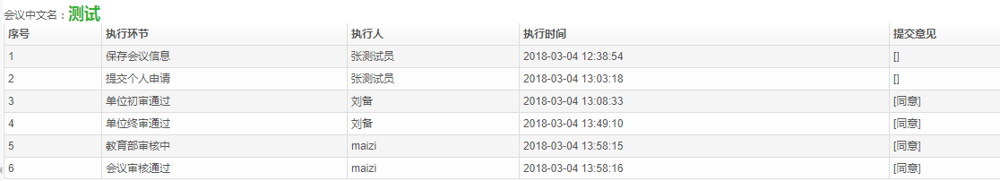 会议中文名：测试
序号 执行环节 执行人 执行时间 提交意见
1 保存会议信息 张测试员 2018-03-04 12:38:54 []
2 提交个人申请 张测试员 2018-03-04 13:03:18 []
3 单位初审通过 刘备 2018-03-04 13:08:33 [同意]
4 单位终审通过 刘备 2018-03-04 13:49:10 [同意]
5 教育部审核中 maizi 2018-03-04 13:58:15 [同意]
6 会议审核通过 maizi 2018-03-04 13:58:16 [同意]